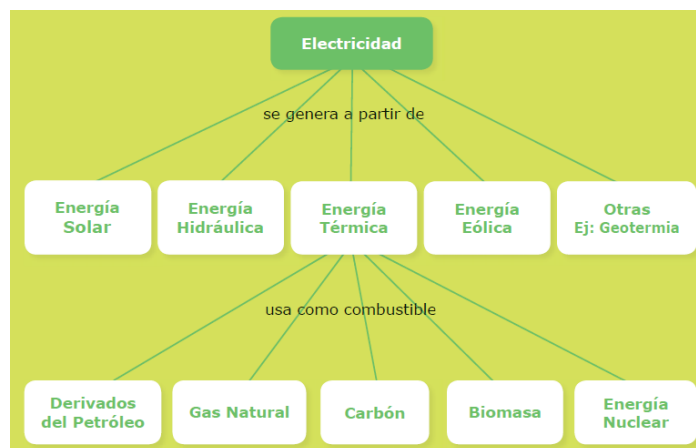 Electricidad
se genera a partir de
Energía
Solar
Energía
Hidráulica
Energía
Térmica
Energía
Eólica
Otras
Ej: Geotermia
usa como combustible
Derivados
del Petróleo
Gas Natural
Carbón
Biomasa
Energía
Nuclear